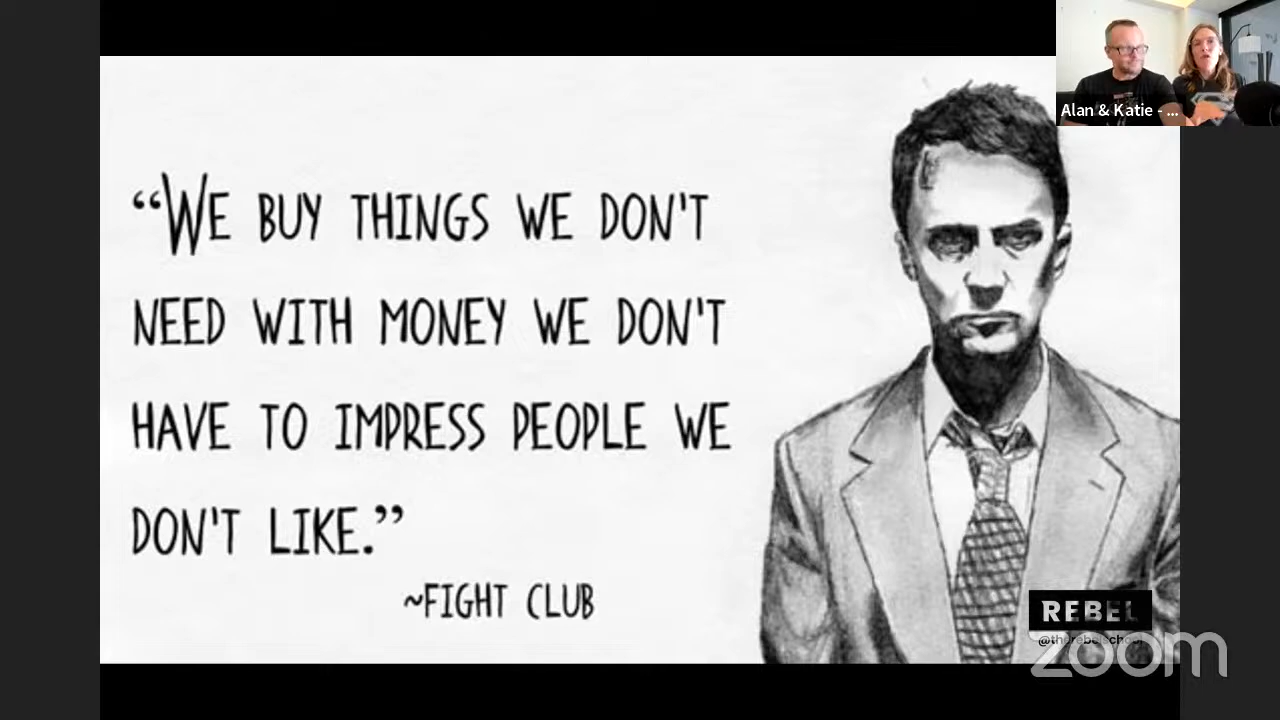 Alan & Katie - ...
“WE BUY THINGS WE DON'T
NEED WITH MONEY WE DON'T
HAVE TO IMPRESS PEOPLE WE
DON'T LIKE.”
~FIGHT CLUB
REBEL
zoom